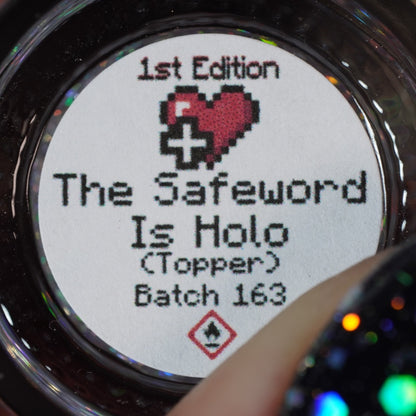 1st Edition
The Safeword
Is Holo
(Topper)
Batch 163